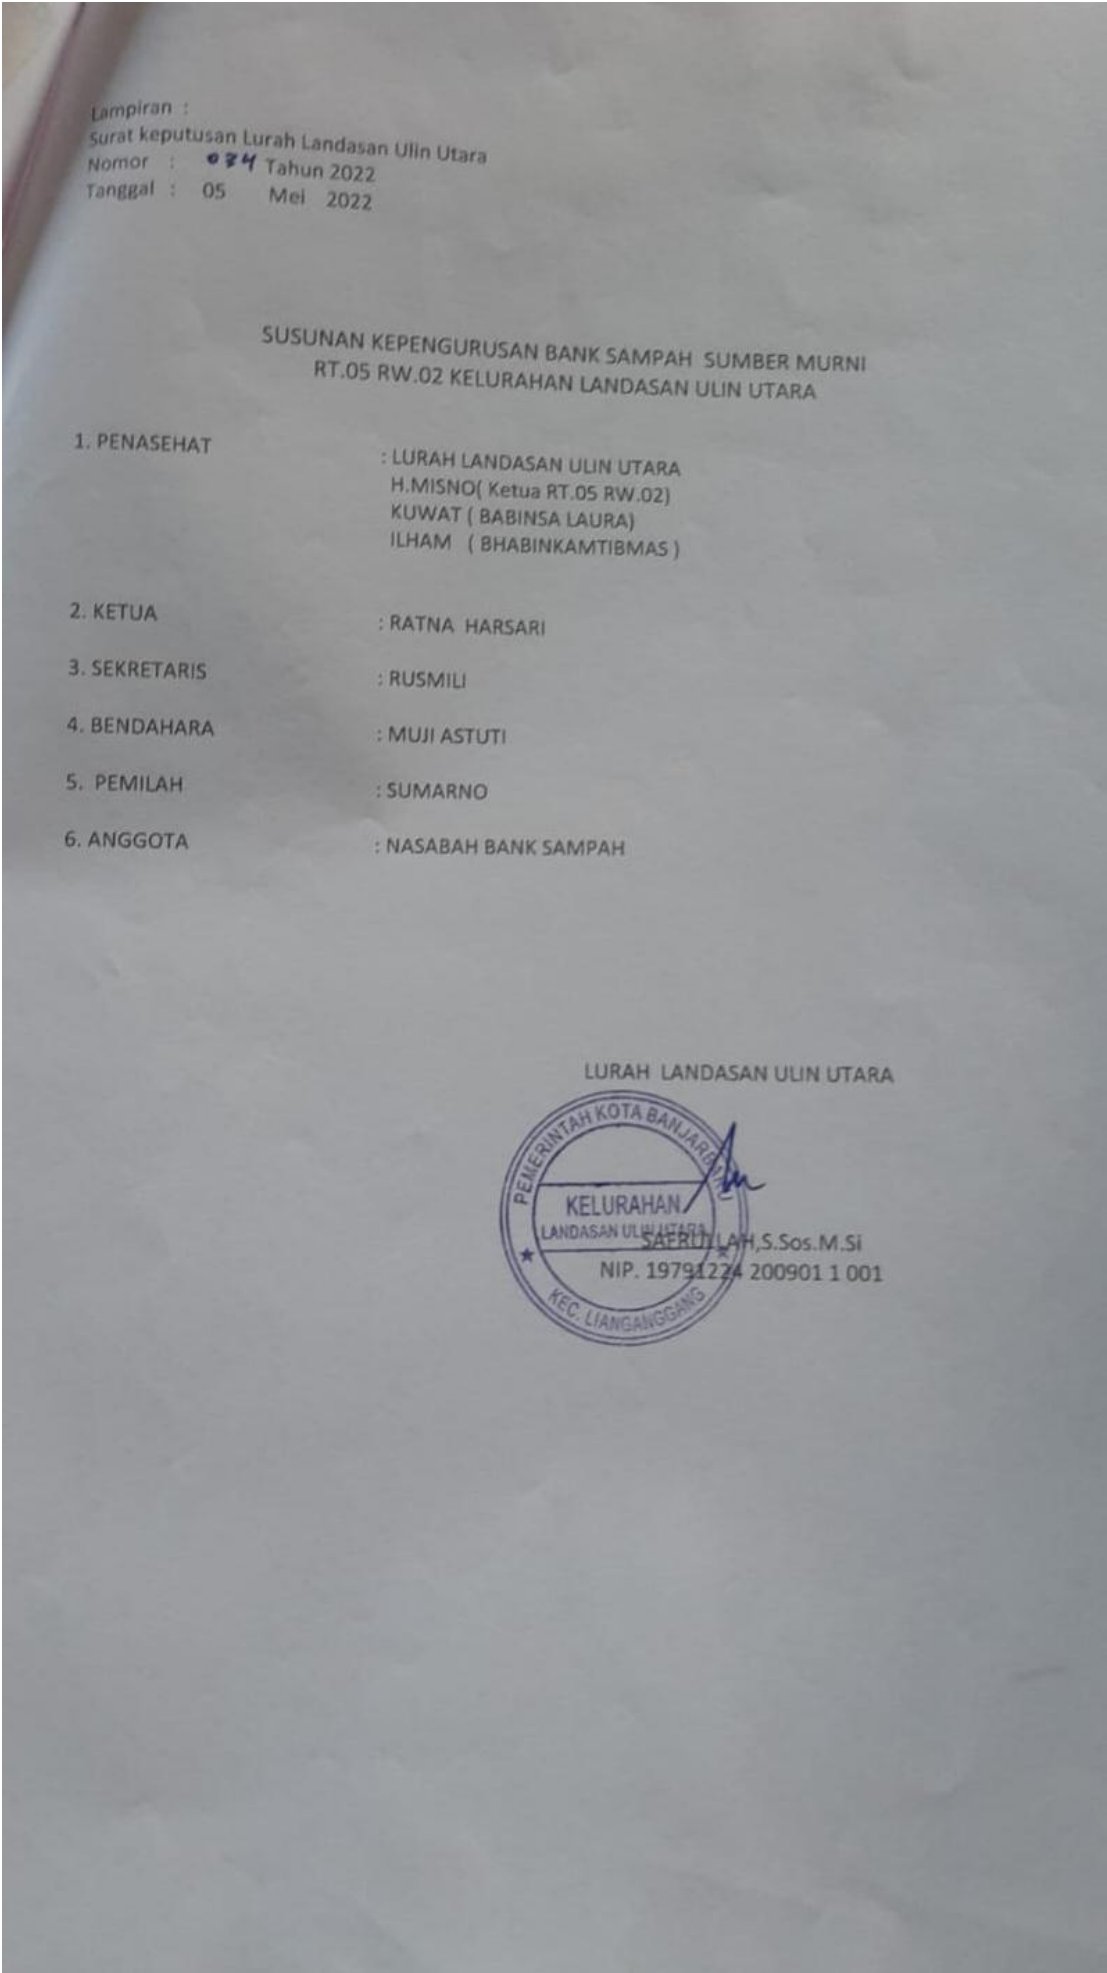 Lampiran :
Surat keputusan Lurah Landasan Ulin Utara
Nomor : Tahun 2022
Tanggal : 05 Mei 2022
SUSUNAN KEPENGURUSAN BANK SAMPAH SUMBER MURNI
RT.05 RW.02 KELURAHAN LANDASAN ULIN UTARA
1. PENASEHAT : LURAH LANDASAN ULIN UTARA
H.MISNO( Ketua RT.05 RW.02)
KUWAT ( BABINSA LAURA)
ILHAM ( BHABINKAMTIBMAS )
2. KETUA : RATNA HARSARI
3. SEKRETARIS : RUSMILI
4. BENDAHARA : MUJI ASTUTI
5. PEMILAH : SUMARNO
6. ANGGOTA : NASABAH BANK SAMPAH
LURAH LANDASAN ULIN UTARA
PEMERINTAH KOTA BANJARBARU
KELURAHAN
LANDASAN ULIN UTARA
KEC. LIANGANGGANG
SAERULLAH,S.Sos.M.Si
NIP. 19791224 200901 1 001